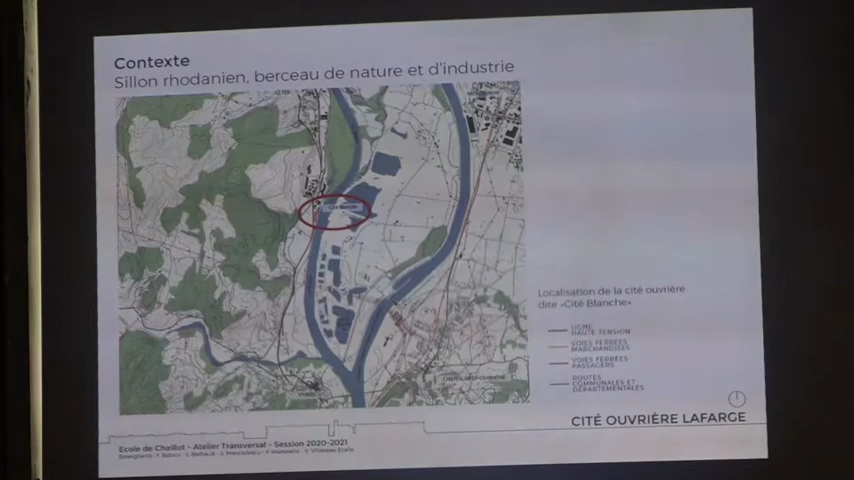 Contexte
Sillon rhodanien, berceau de nature et d'industrie
Cité Blanche
Localisation de la cité ouvrière
dite «Cité Blanche»
LIGNE
HAUTE-TENSION
VOIES FERRÉES
MARCHANDISES
VOIES FERRÉES
PASSAGERS
ROUTES
COMMUNALES ET
DÉPARTEMENTALES
CITÉ OUVRIÈRE LAFARGE
Ecole de Chaillot - Atelier Transversal - Session 2020-2021